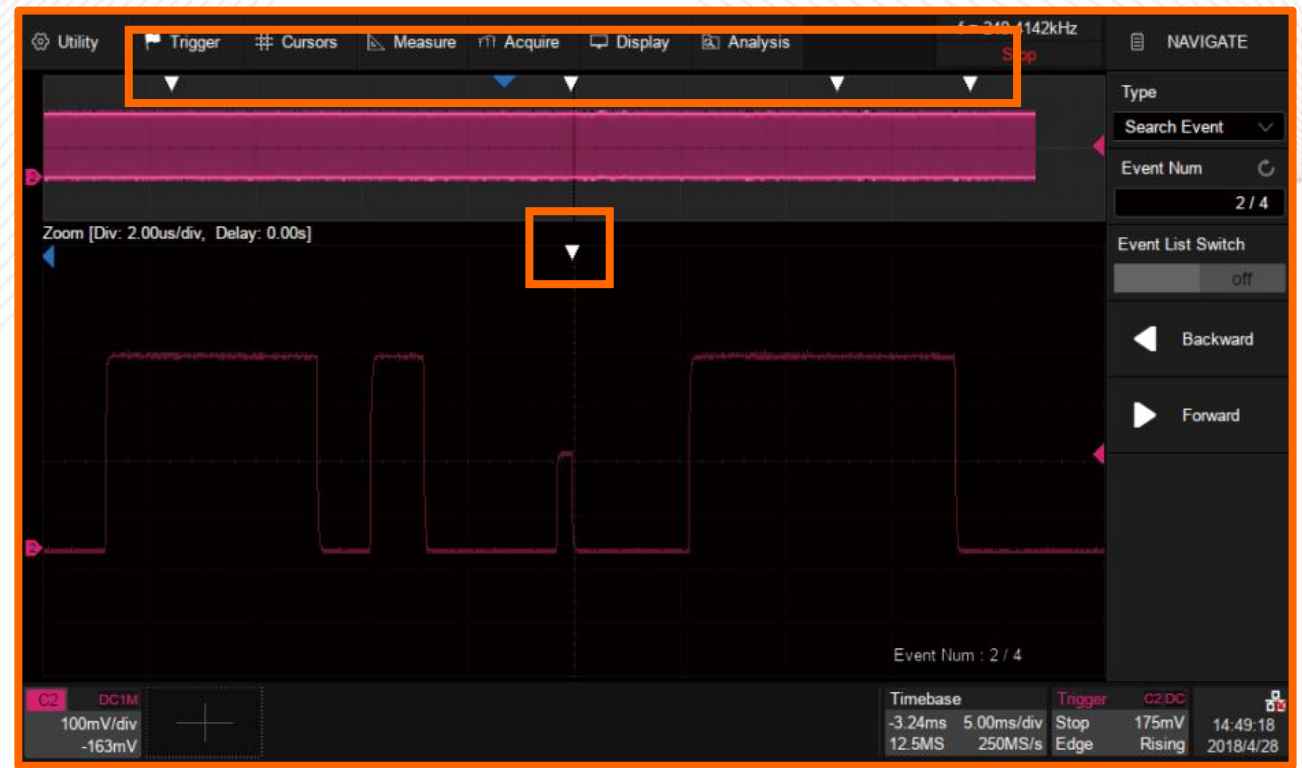 Utility Trigger Cursors Measure Acquire Display Analysis
Stop
NAVIGATE
Type
Search Event
Event Num
2 / 4
Event List Switch
off
Backward
Forward
Zoom [Div: 2.00us/div, Delay: 0.00s]
2
2
Event Num : 2 / 4
C2 DC1M
100mV/div
-163mV
Timebase
-3.24ms 5.00ms/div
12.5MS 250MS/s
Trigger C2 DC
Stop 175mV
Edge Rising
14:49:18
2018/4/28